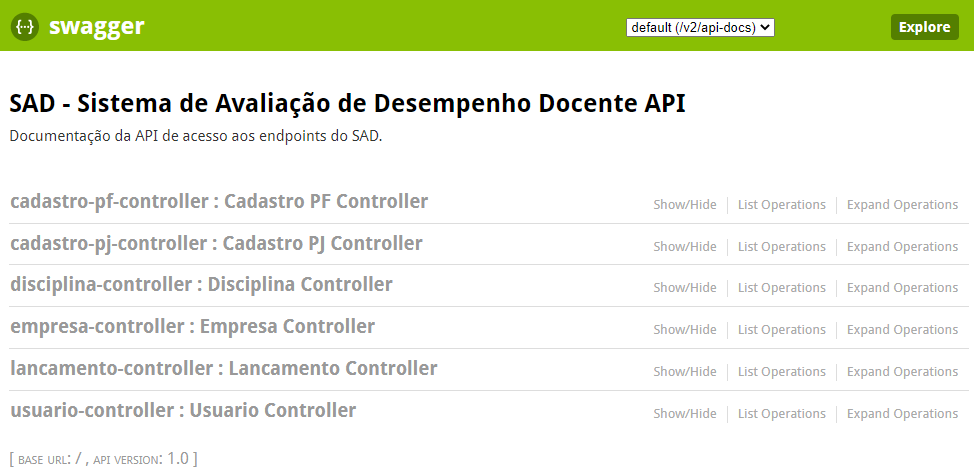 {···} swagger default (/v2/api-docs) Explore
SAD - Sistema de Avaliação de Desempenho Docente API
Documentação da API de acesso aos endpoints do SAD.
cadastro-pf-controller : Cadastro PF Controller Show/Hide List Operations Expand Operations
cadastro-pj-controller : Cadastro PJ Controller Show/Hide List Operations Expand Operations
disciplina-controller : Disciplina Controller Show/Hide List Operations Expand Operations
empresa-controller : Empresa Controller Show/Hide List Operations Expand Operations
lancamento-controller : Lancamento Controller Show/Hide List Operations Expand Operations
usuario-controller : Usuario Controller Show/Hide List Operations Expand Operations
[ BASE URL: / , API VERSION: 1.0 ]